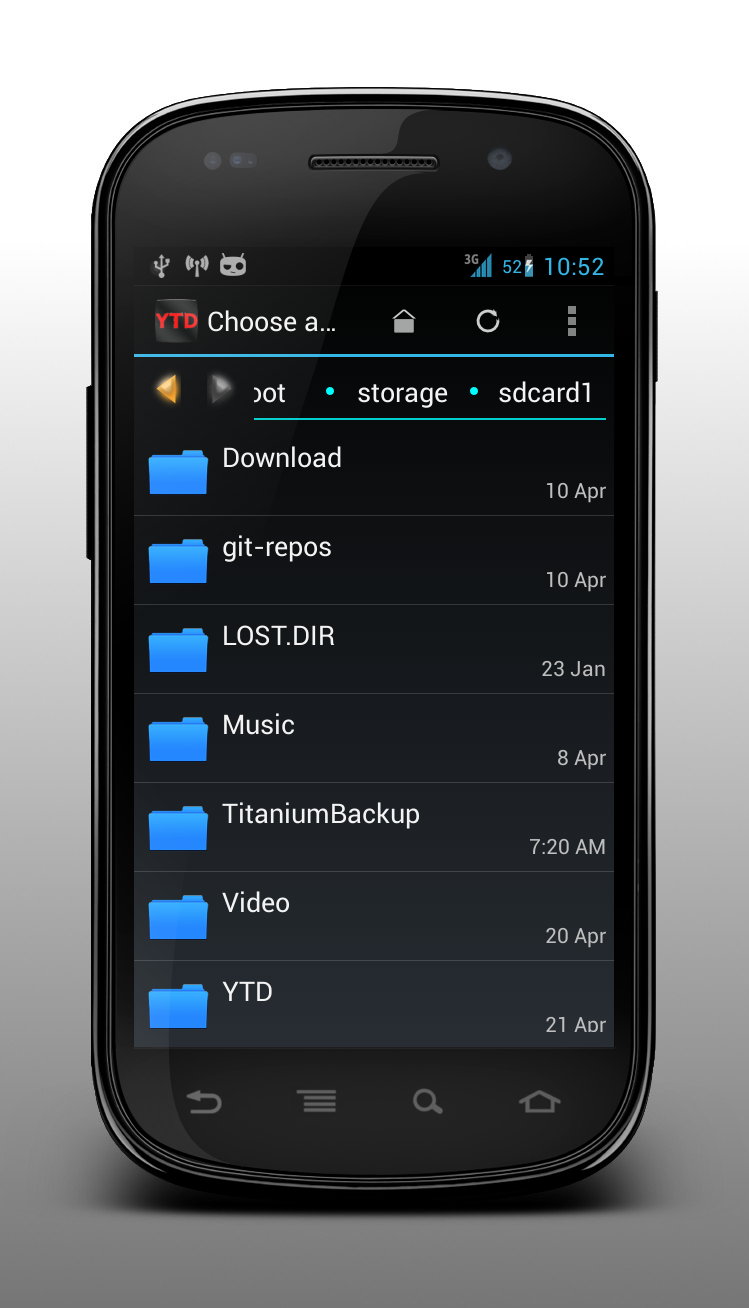 3G 52 10:52
YTD Choose a...
oot • storage • sdcard1
Download
10 Apr
git-repos
10 Apr
LOST.DIR
23 Jan
Music
8 Apr
TitaniumBackup
7:20 AM
Video
20 Apr
YTD
21 Apr